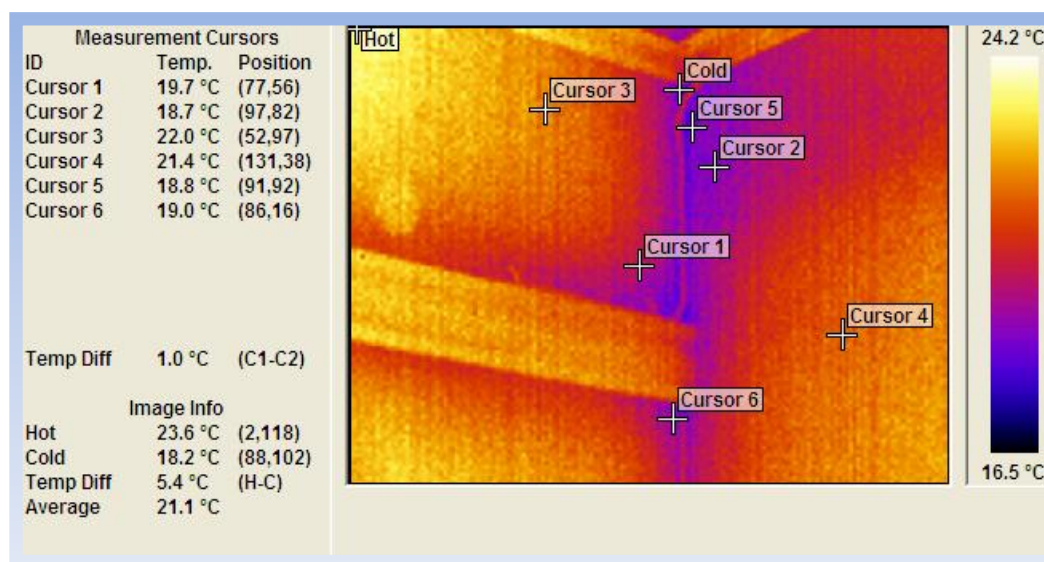 Measurement Cursors
ID Temp. Position
Cursor 1 19.7 °C (77,56)
Cursor 2 18.7 °C (97,82)
Cursor 3 22.0 °C (52,97)
Cursor 4 21.4 °C (131,38)
Cursor 5 18.8 °C (91,92)
Cursor 6 19.0 °C (86,16)
Temp Diff 1.0 °C (C1-C2)
Image Info
Hot 23.6 °C (2,118)
Cold 18.2 °C (88,102)
Temp Diff 5.4 °C (H-C)
Average 21.1 °C
Hot
Cold
Cursor 3
Cursor 5
Cursor 2
Cursor 1
Cursor 4
Cursor 6
24.2 °C
16.5 °C